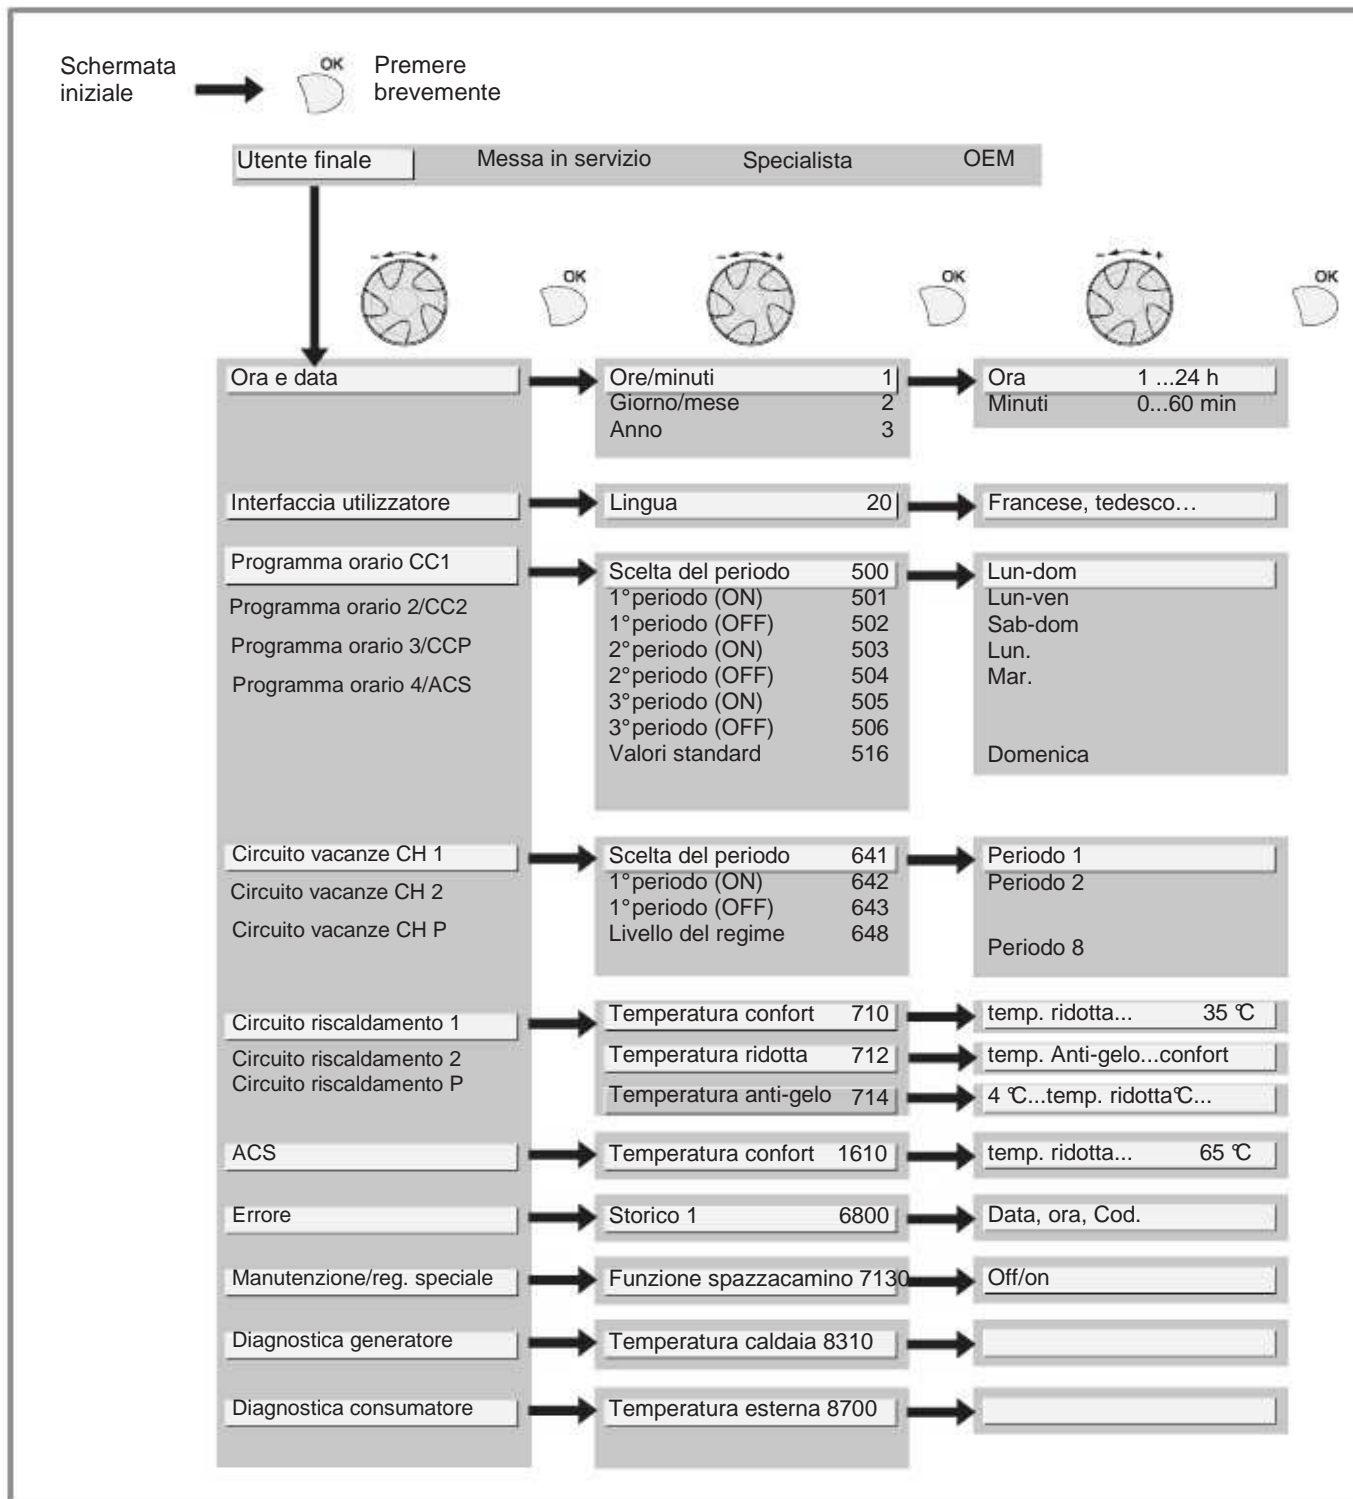 Schermata iniziale
OK
Premere brevemente
Utente finale Messa in servizio Specialista OEM
- + OK - + OK - + OK
Ora e data Ore/minuti 1 Ora 1 ...24 h
Giorno/mese 2 Minuti 0...60 min
Anno 3
Interfaccia utilizzatore Lingua 20 Francese, tedesco...
Programma orario CC1 Scelta del periodo 500 Lun-dom
Programma orario 2/CC2 1°periodo (ON) 501 Lun-ven
1°periodo (OFF) 502 Sab-dom
Programma orario 3/CCP 2°periodo (ON) 503 Lun.
Programma orario 4/ACS 2°periodo (OFF) 504 Mar.
3°periodo (ON) 505
3°periodo (OFF) 506
Valori standard 516 Domenica
Circuito vacanze CH 1 Scelta del periodo 641 Periodo 1
Circuito vacanze CH 2 1°periodo (ON) 642 Periodo 2
1°periodo (OFF) 643
Circuito vacanze CH P Livello del regime 648 Periodo 8
Circuito riscaldamento 1 Temperatura confort 710 temp. ridotta... 35 °C
Circuito riscaldamento 2 Temperatura ridotta 712 temp. Anti-gelo...confort
Circuito riscaldamento P Temperatura anti-gelo 714 4 °C...temp. ridotta°C...
ACS Temperatura confort 1610 temp. ridotta... 65 °C
Errore Storico 1 6800 Data, ora, Cod.
Manutenzione/reg. speciale Funzione spazzacamino 7130 Off/on
Diagnostica generatore Temperatura caldaia 8310
Diagnostica consumatore Temperatura esterna 8700